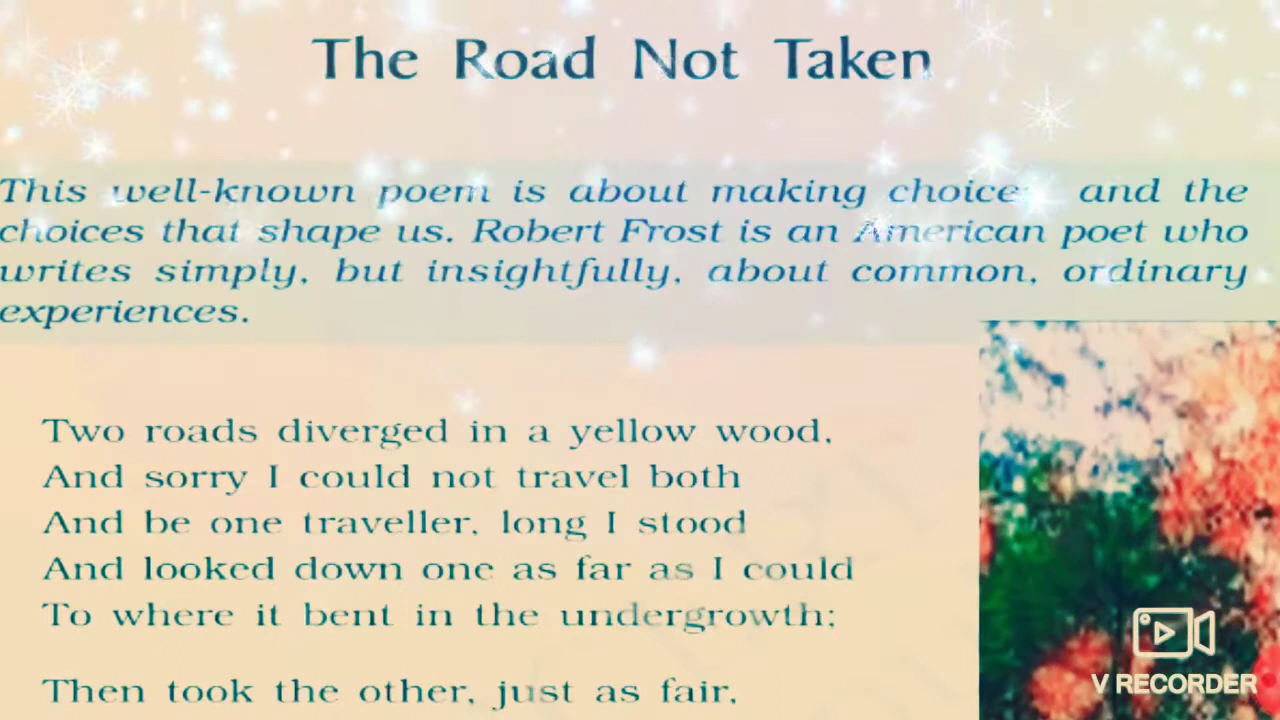 The Road Not Taken
This well-known poem is about making choice and the
choices that shape us. Robert Frost is an American poet who
writes simply, but insightfully, about common, ordinary
experiences.
Two roads diverged in a yellow wood,
And sorry I could not travel both
And be one traveller, long I stood
And looked down one as far as I could
To where it bent in the undergrowth;
Then took the other, just as fair,
V RECORDER